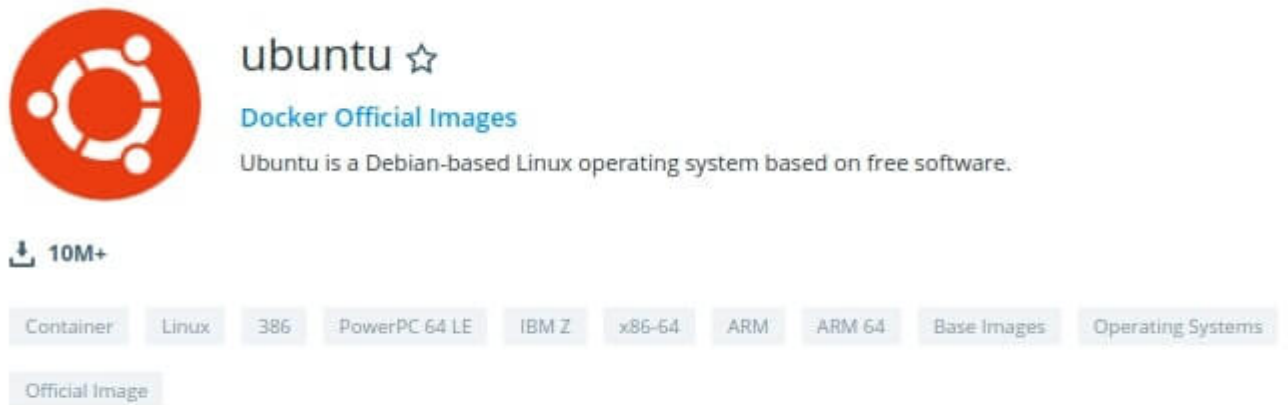 ubuntu
Docker Official Images
Ubuntu is a Debian-based Linux operating system based on free software.
10M+
Container Linux 386 PowerPC 64 LE IBM Z x86-64 ARM ARM 64 Base Images Operating Systems
Official Image